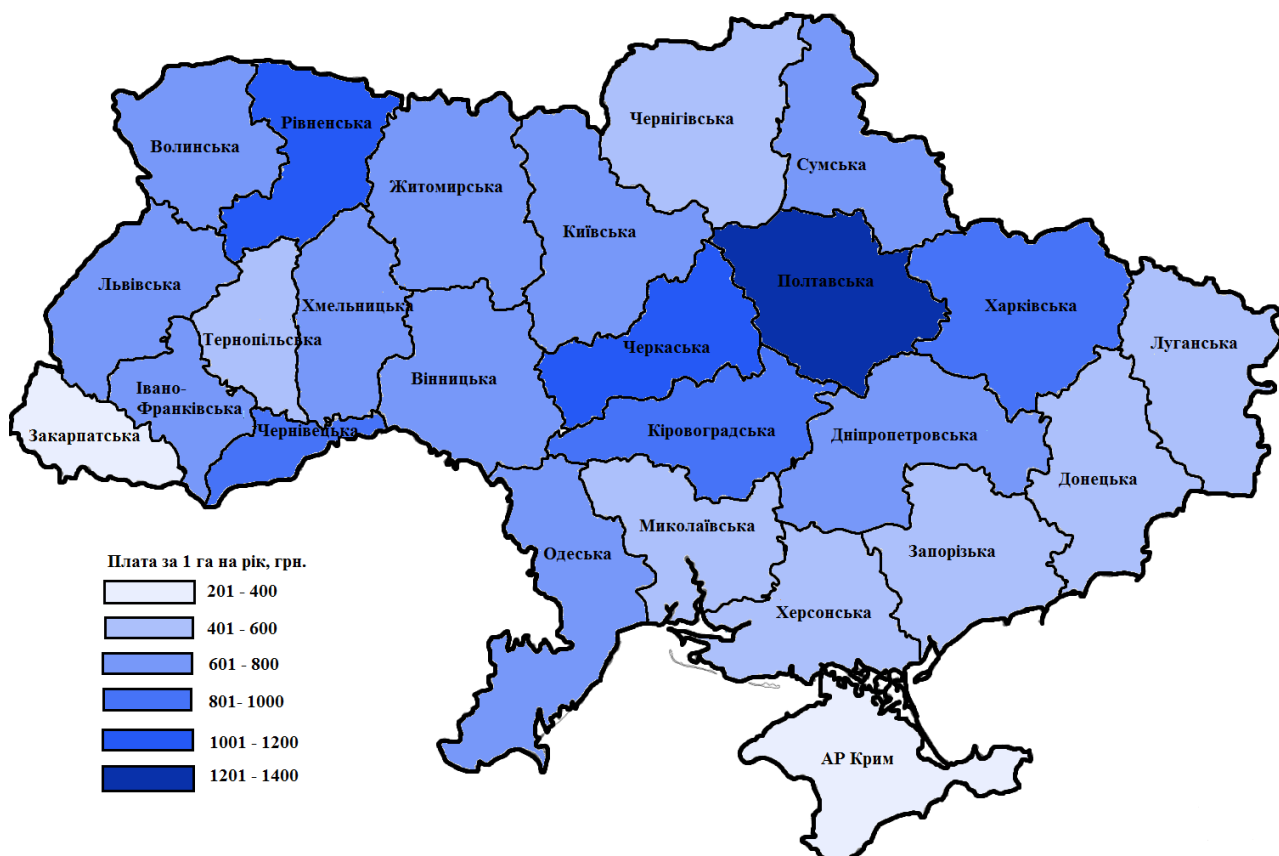 Чернігівська
Рівненська
Волинська
Сумська
Житомирська
Київська
Львівська
Полтавська
Хмельницька
Харківська
Тернопільська
Черкаська
Луганська
Вінницька
Івано-
Франківська
Закарпатська
Чернівецька
Кіровоградська
Дніпропетровська
Донецька
Миколаївська
Одеська
Запорізька
Херсонська
АР Крим
Плата за 1 га на рік, грн.
201 - 400
401 - 600
601 - 800
801- 1000
1001 - 1200
1201 - 1400